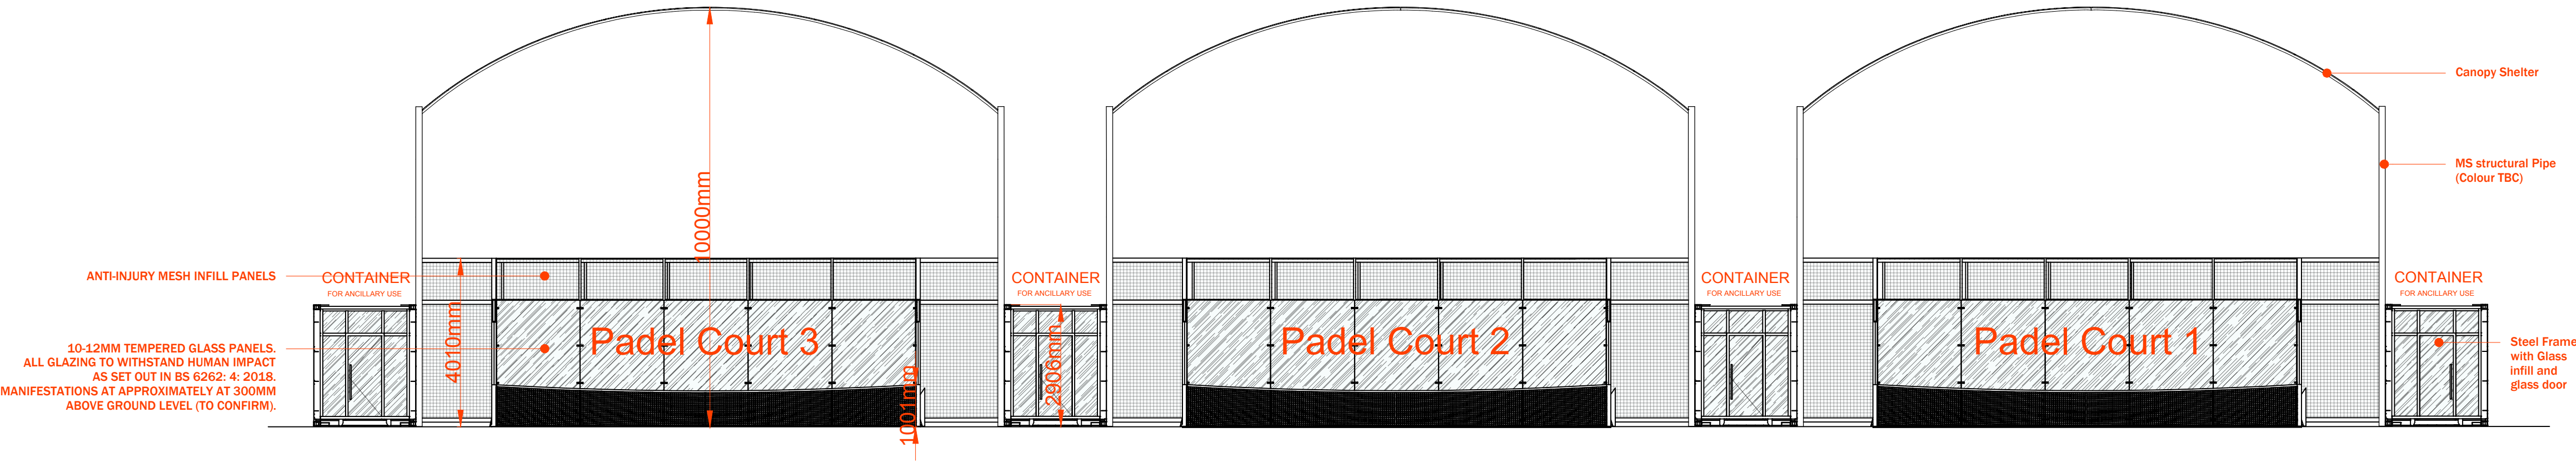 Canopy Shelter
MS structural Pipe
(Colour TBC)
10000mm
ANTI-INJURY MESH INFILL PANELS
CONTAINER
FOR ANCILLARY USE
CONTAINER
FOR ANCILLARY USE
CONTAINER
FOR ANCILLARY USE
CONTAINER
FOR ANCILLARY USE
10-12MM TEMPERED GLASS PANELS.
ALL GLAZING TO WITHSTAND HUMAN IMPACT
AS SET OUT IN BS 6262: 4: 2018.
MANIFESTATIONS AT APPROXIMATELY AT 300MM
ABOVE GROUND LEVEL (TO CONFIRM).
4010mm
Padel Court 3
1001mm
2906mm
Padel Court 2
Padel Court 1
Steel Frame
with Glass
infill and
glass door